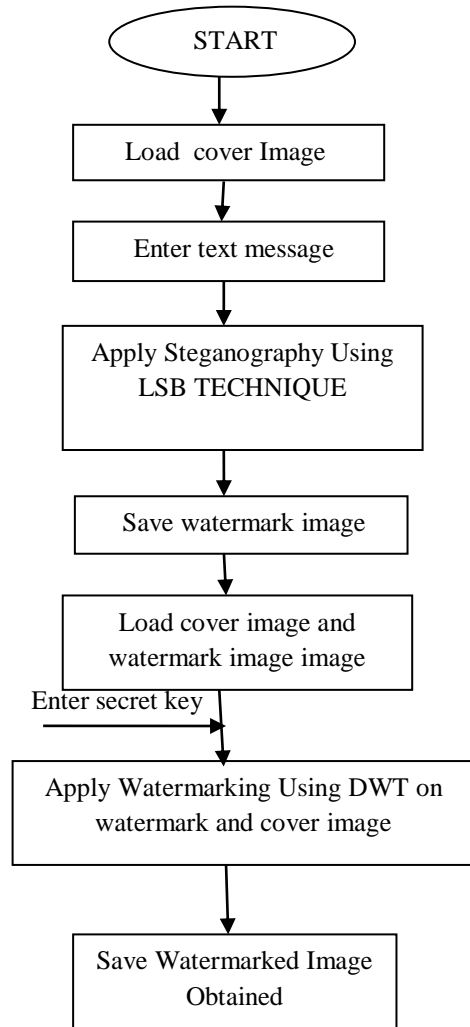 START
Load cover Image
Enter text message
Apply Steganography Using
LSB TECHNIQUE
Save watermark image
Load cover image and
watermark image image
Enter secret key
Apply Watermarking Using DWT on
watermark and cover image
Save Watermarked Image
Obtained